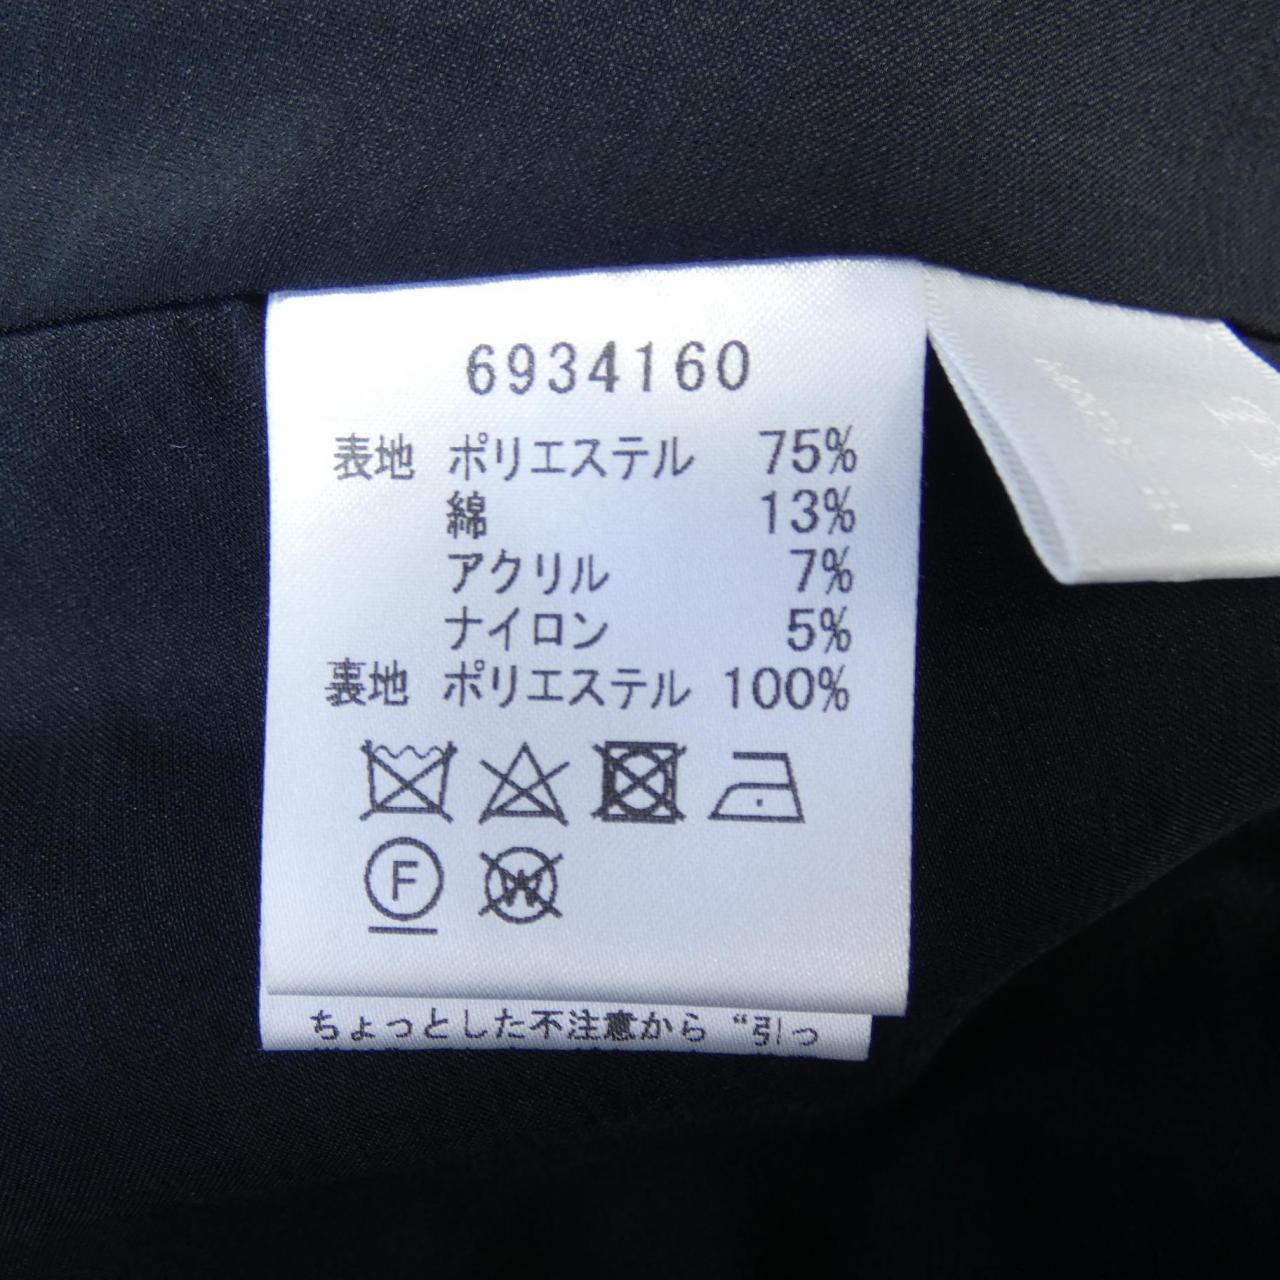 6934160
表地 ポリエステル 75%
綿 13%
アクリル 7%
ナイロン 5%
裏地 ポリエステル 100%
F
W
ちょっとした不注意から“引っ